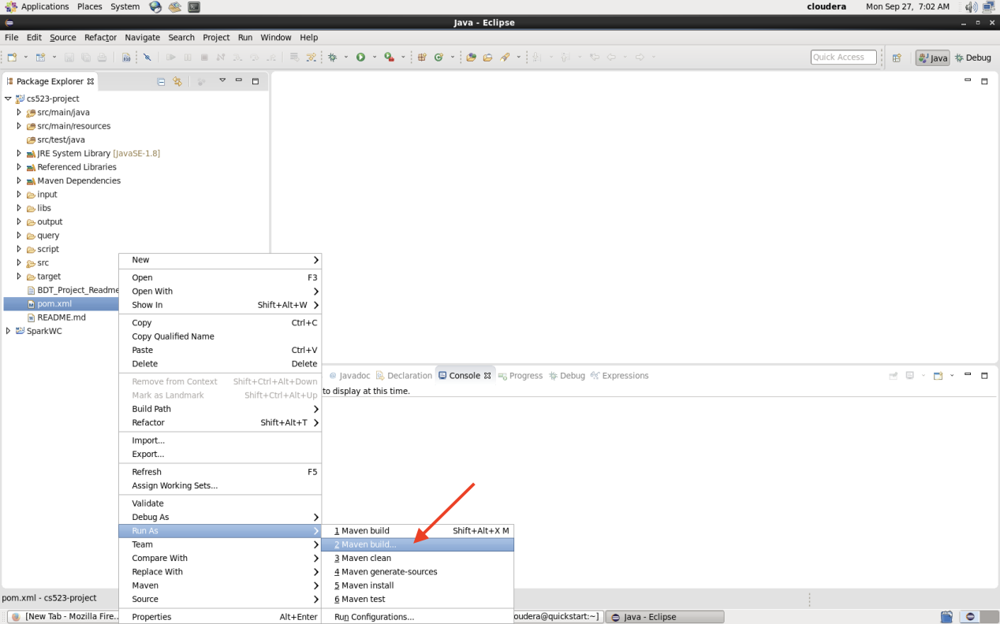 Applications Places System cloudera Mon Sep 27, 7:02 AM
Java - Eclipse
File Edit Source Refactor Navigate Search Project Run Window Help
Quick Access Java Debug
Package Explorer
cs523-project
src/main/java
src/main/resources
src/test/java
JRE System Library [JavaSE-1.8]
Referenced Libraries
Maven Dependencies
input
libs
output
query
script
src
target
BDT_Project_Readme
pom.xml
README.md
SparkWC
New
Open F3
Open With
Show In Shift+Alt+W
Copy Ctrl+C
Copy Qualified Name
Paste Ctrl+V
Delete Delete
Remove from Context Shift+Ctrl+Alt+Down
Mark as Landmark Shift+Ctrl+Alt+Up
Build Path
Refactor Shift+Alt+T
Import...
Export...
Refresh F5
Assign Working Sets...
Validate
Debug As
Run As
Team
Compare With
Replace With
Maven
Source
Properties Alt+Enter
1 Maven build Shift+Alt+X M
2 Maven build...
3 Maven clean
4 Maven generate-sources
5 Maven install
6 Maven test
Run Configurations...
@ Javadoc Declaration Console Progress Debug Expressions
to display at this time.
pom.xml - cs523-project
[New Tab - Mozilla Fire... oudera@quickstart:~] Java - Eclipse